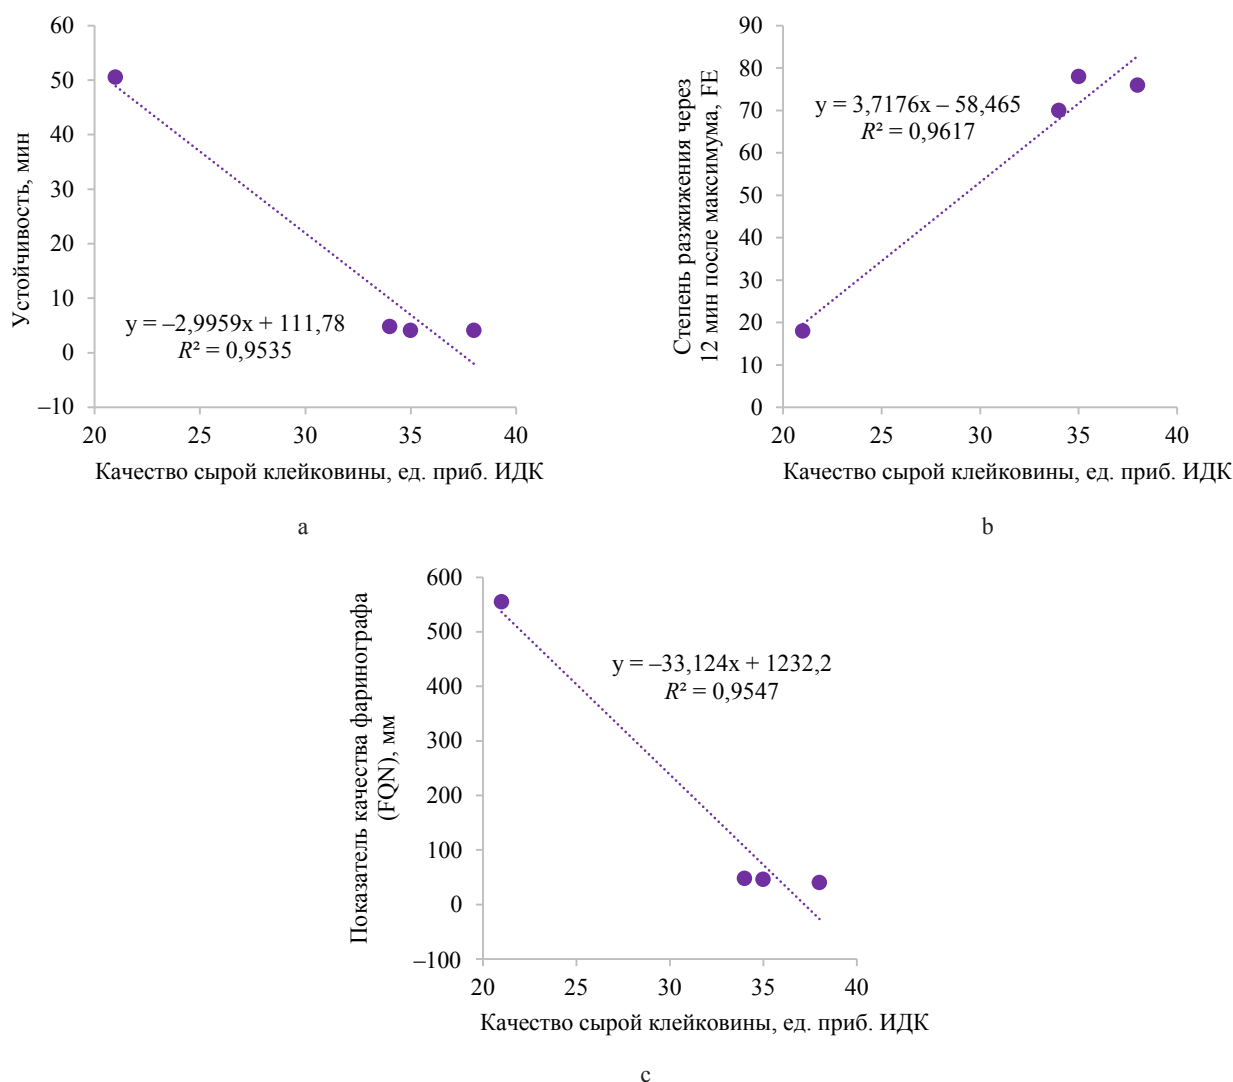 60
50
40
30
20
10
0
–10
Устойчивость, мин
y = –2,9959x + 111,78
R² = 0,9535
20 25 30 35 40
Качество сырой клейковины, ед. приб. ИДК
a
90
80
70
60
50
40
30
20
10
0
Степень разжижения через
12 мин после максимума, FE
y = 3,7176x – 58,465
R² = 0,9617
20 25 30 35 40
Качество сырой клейковины, ед. приб. ИДК
b
600
500
400
300
200
100
0
–100
Показатель качества фаринографа
(FQN), мм
y = –33,124x + 1232,2
R² = 0,9547
20 25 30 35 40
Качество сырой клейковины, ед. приб. ИДК
c